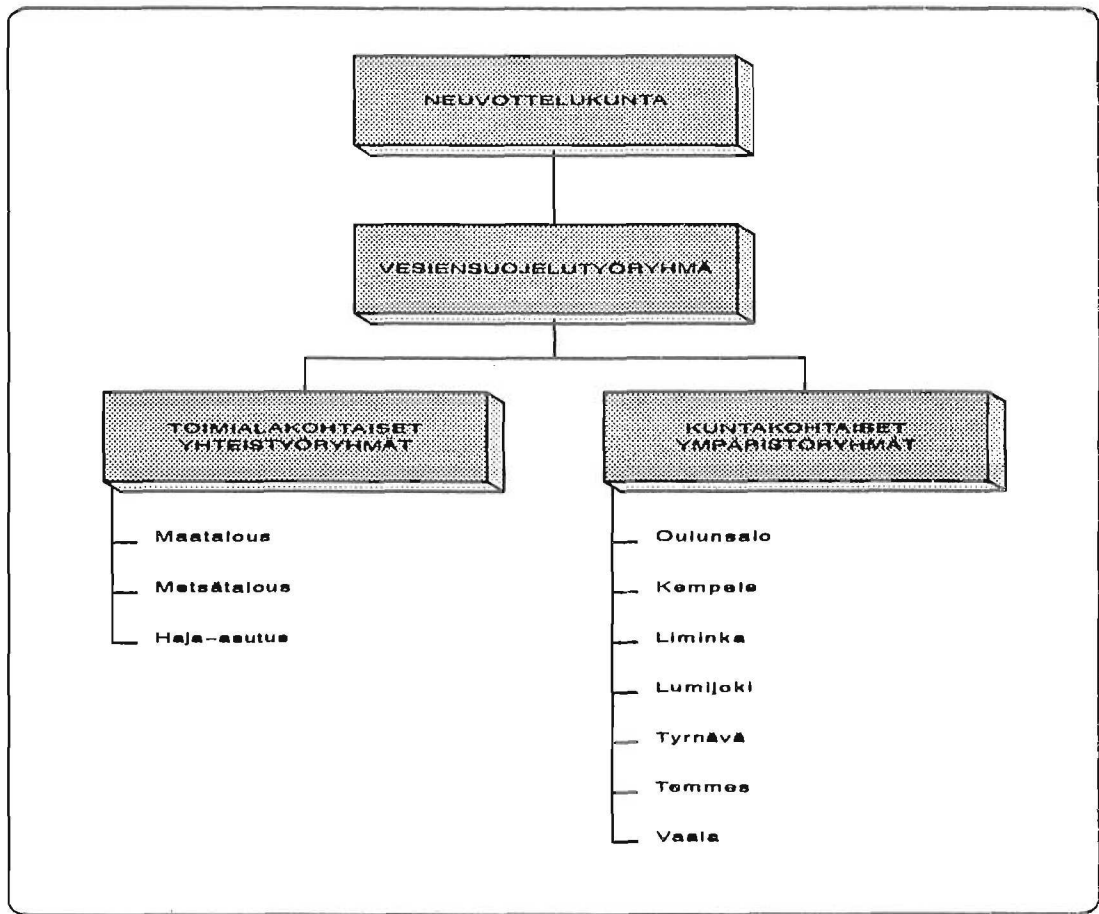 NEUVOTTELUKUNTA
VESIENSUOJELUTYÖRYHMÄ
TOIMIALAKOHTAISET
YHTEISTYÖRYHMÄT
Maatalous
Metsätalous
Haja-asutus
KUNTAKOHTAISET
YMPÄRISTÖRYHMÄT
Oulunsalo
Kempele
Liminka
Lumijoki
Tyrnävä
Temmes
Vaala